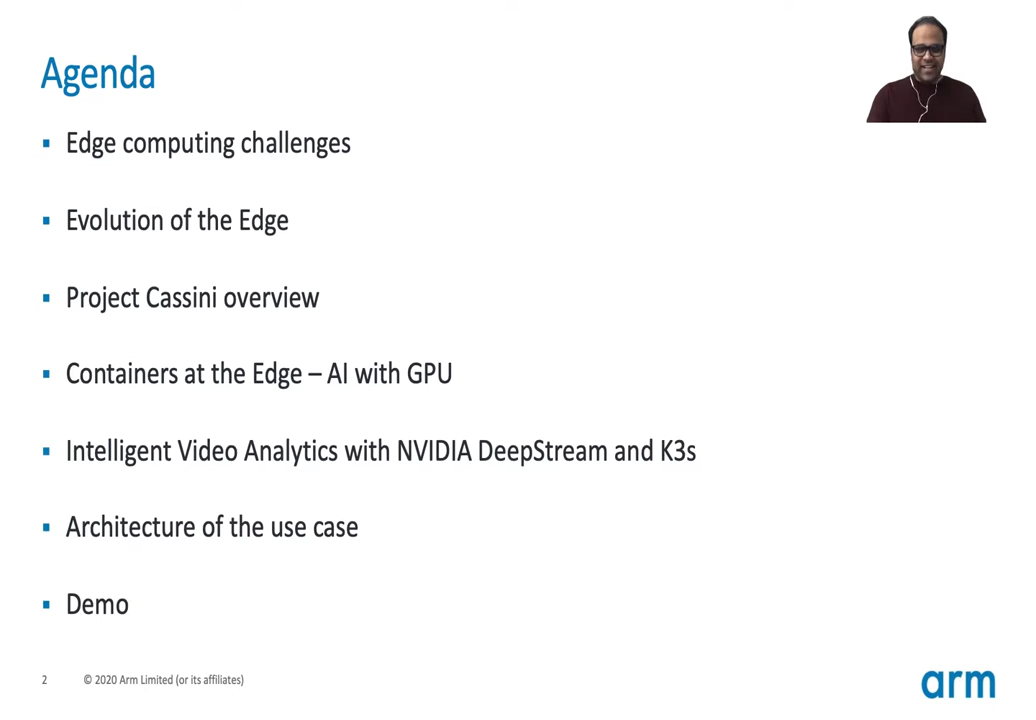 Agenda
▪ Edge computing challenges
▪ Evolution of the Edge
▪ Project Cassini overview
▪ Containers at the Edge – AI with GPU
▪ Intelligent Video Analytics with NVIDIA DeepStream and K3s
▪ Architecture of the use case
▪ Demo
2 © 2020 Arm Limited (or its affiliates)
arm